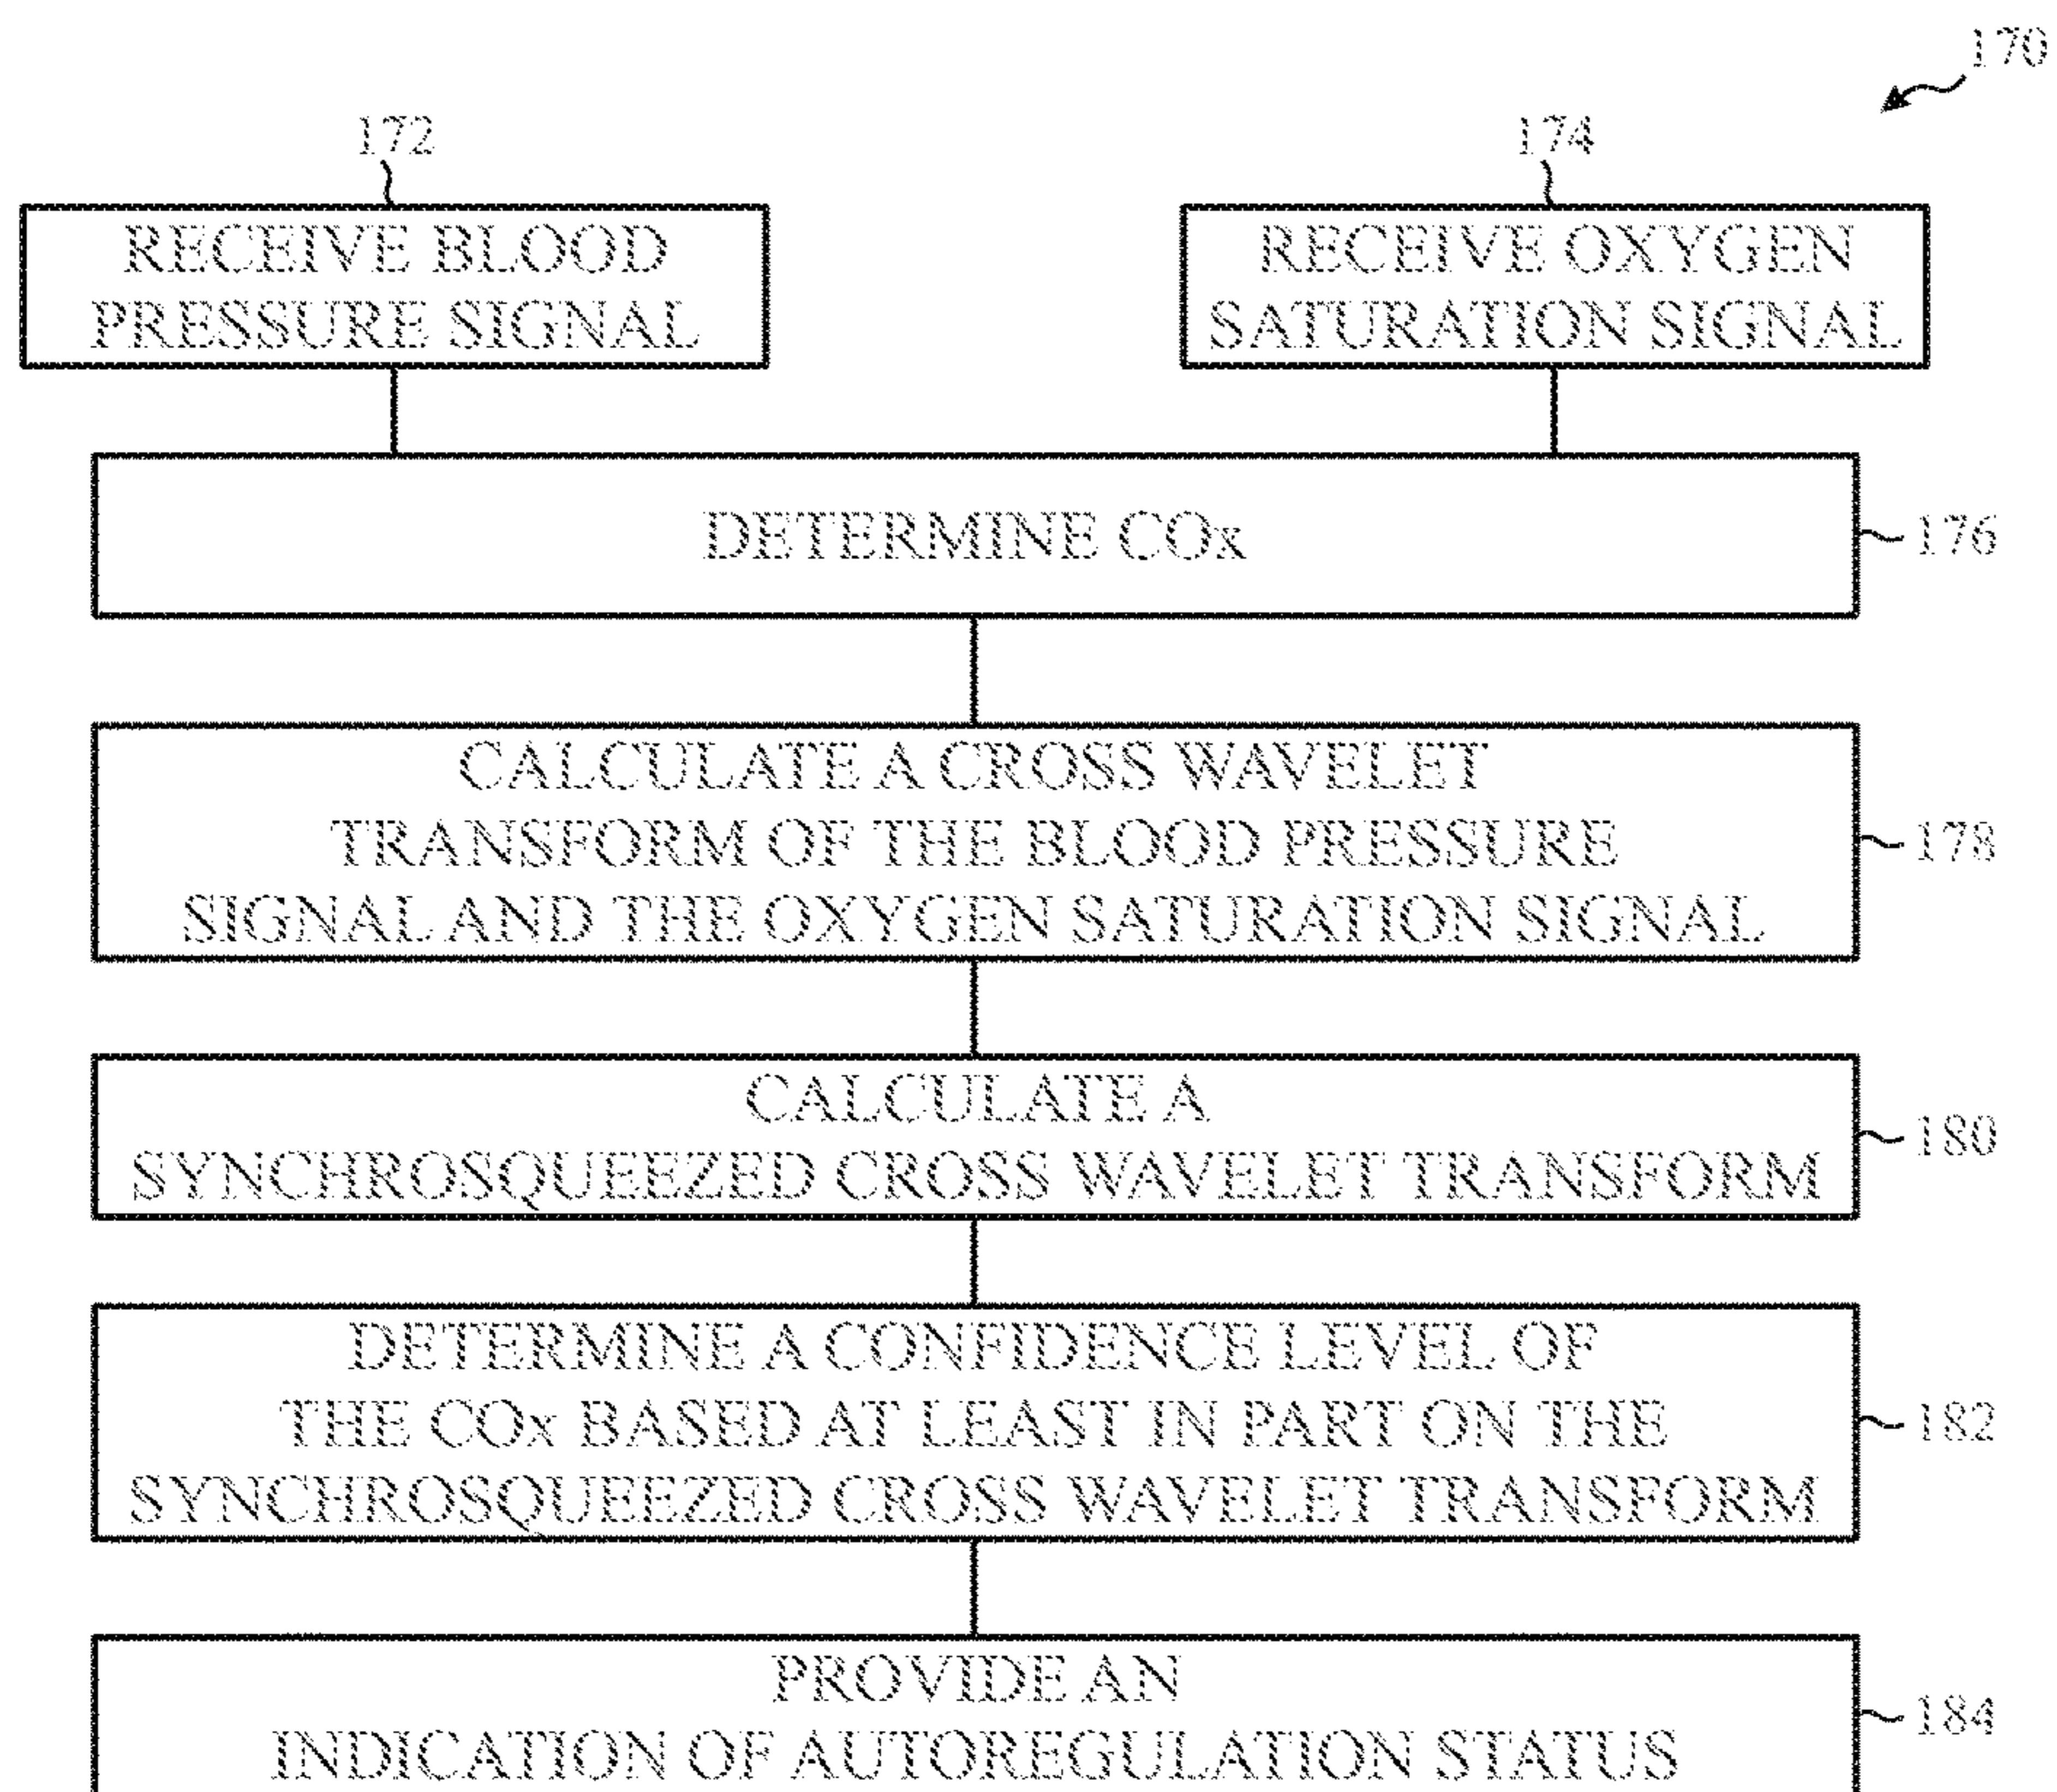 170
172
174
RECEIVE BLOOD
PRESSURE SIGNAL
RECEIVE OXYGEN
SATURATION SIGNAL
DETERMINE COx
176
CALCULATE A CROSS WAVELET
TRANSFORM OF THE BLOOD PRESSURE
SIGNAL AND THE OXYGEN SATURATION SIGNAL
178
CALCULATE A
SYNCHROSQUEEZED CROSS WAVELET TRANSFORM
180
DETERMINE A CONFIDENCE LEVEL OF
THE COx BASED AT LEAST IN PART ON THE
SYNCHROSQUEEZED CROSS WAVELET TRANSFORM
182
PROVIDE AN
INDICATION OF AUTOREGULATION STATUS
184